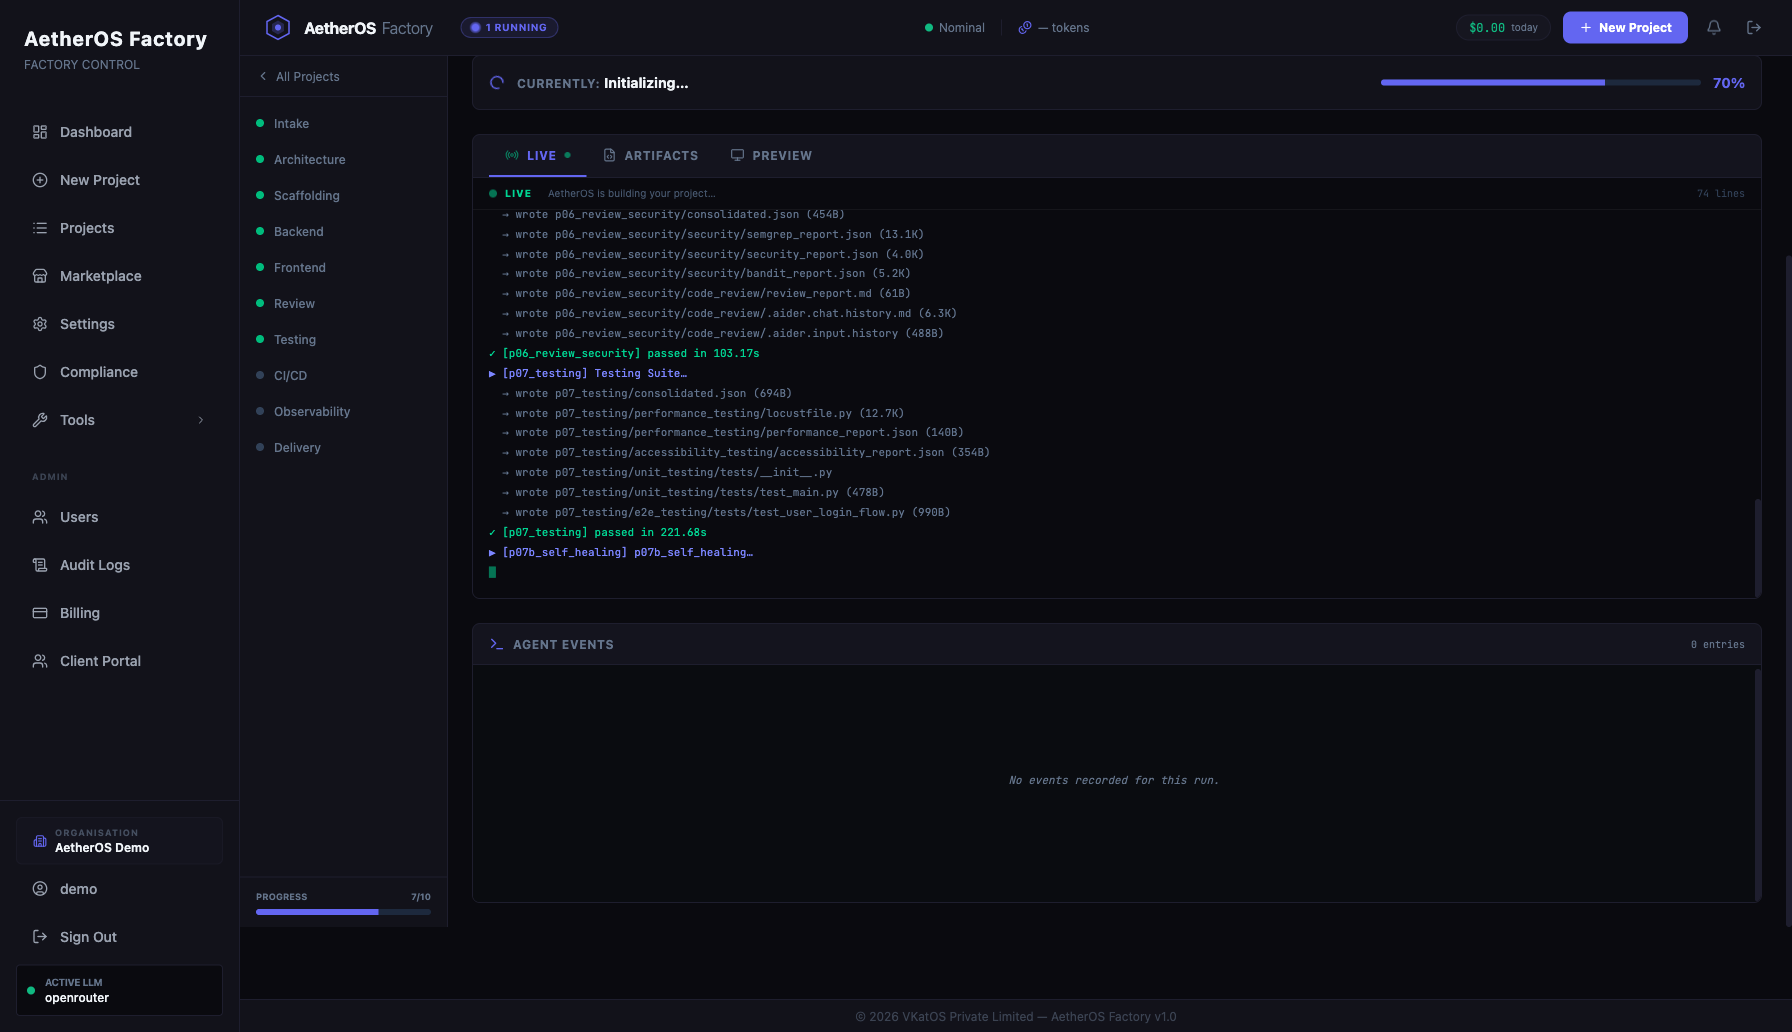 AetherOS Factory
FACTORY CONTROL
Dashboard
New Project
Projects
Marketplace
Settings
Compliance
Tools
ADMIN
Users
Audit Logs
Billing
Client Portal
ORGANISATION
AetherOS Demo
demo
Sign Out
ACTIVE LLM
openrouter
AetherOS Factory
1 RUNNING
Nominal
— tokens
$0.00 today
+ New Project
All Projects
Intake
Architecture
Scaffolding
Backend
Frontend
Review
Testing
CI/CD
Observability
Delivery
PROGRESS 7/10
CURRENTLY: Initializing...
70%
LIVE
ARTIFACTS
PREVIEW
LIVE AetherOS is building your project... 74 lines
→ wrote p06_review_security/consolidated.json (454B)
→ wrote p06_review_security/security/semgrep_report.json (13.1K)
→ wrote p06_review_security/security/security_report.json (4.0K)
→ wrote p06_review_security/security/bandit_report.json (5.2K)
→ wrote p06_review_security/code_review/review_report.md (61B)
→ wrote p06_review_security/code_review/.aider.chat.history.md (6.3K)
→ wrote p06_review_security/code_review/.aider.input.history (488B)
✓ [p06_review_security] passed in 103.17s
▶ [p07_testing] Testing Suite…
→ wrote p07_testing/consolidated.json (694B)
→ wrote p07_testing/performance_testing/locustfile.py (12.7K)
→ wrote p07_testing/performance_testing/performance_report.json (140B)
→ wrote p07_testing/accessibility_testing/accessibility_report.json (354B)
→ wrote p07_testing/unit_testing/tests/__init__.py
→ wrote p07_testing/unit_testing/tests/test_main.py (478B)
→ wrote p07_testing/e2e_testing/tests/test_user_login_flow.py (990B)
✓ [p07_testing] passed in 221.68s
▶ [p07b_self_healing] p07b_self_healing…
AGENT EVENTS
0 entries
No events recorded for this run.
© 2026 VKatOS Private Limited — AetherOS Factory v1.0